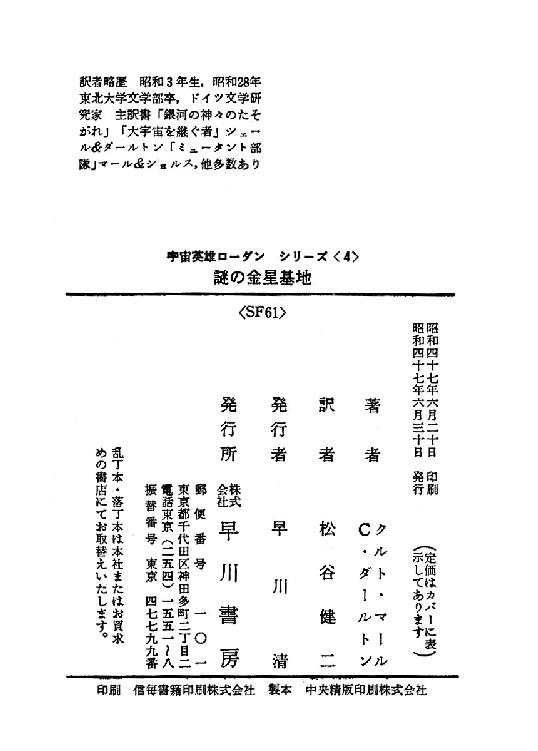 訳者略歴　昭和3年生，昭和28年
東北大学文学部卒，ドイツ文学研
究家　主訳書「銀河の神々のたそ
がれ」「大宇宙を継ぐ者」シェー
ル&ダールトン「ミュータント部
隊」マール&ショルス，他多数あり
宇宙英雄ローダン　シリーズ〈4〉
謎の金星基地
〈SF61〉
昭和四十七年六月二十日　印刷
昭和四十七年六月三十日　発行
（定価はカバーに表
示してあります）
著者　クルト・マール
C・ダールトン
訳者　松谷健二
発行者　早川清
発行所　株式会社　早川書房
郵便番号　一〇一
東京都千代田区神田多町二丁目二
電話東京（二五四）一五五一～八
振替番号　東京　四七七九九番
乱丁本・落丁本は本社またはお買求
めの書店にてお取替えいたします。
印刷　信毎書籍印刷株式会社　製本　中央精版印刷株式会社